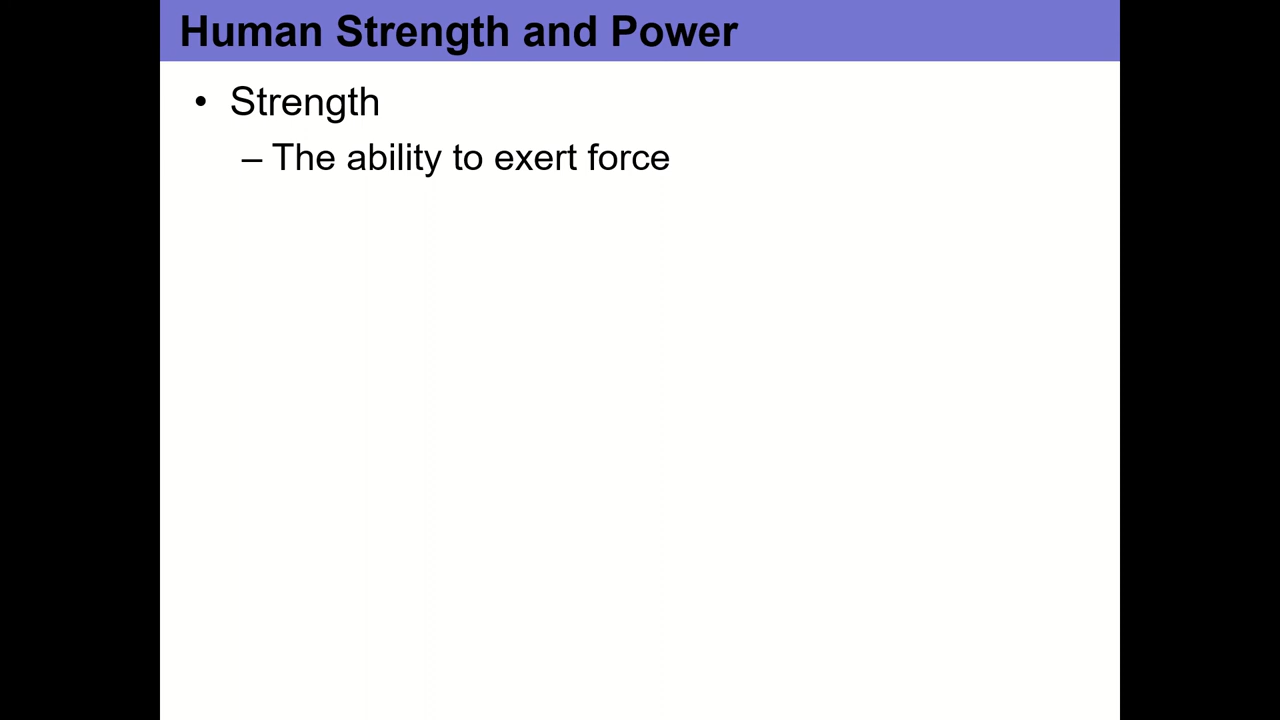 Human Strength and Power
• Strength
– The ability to exert force